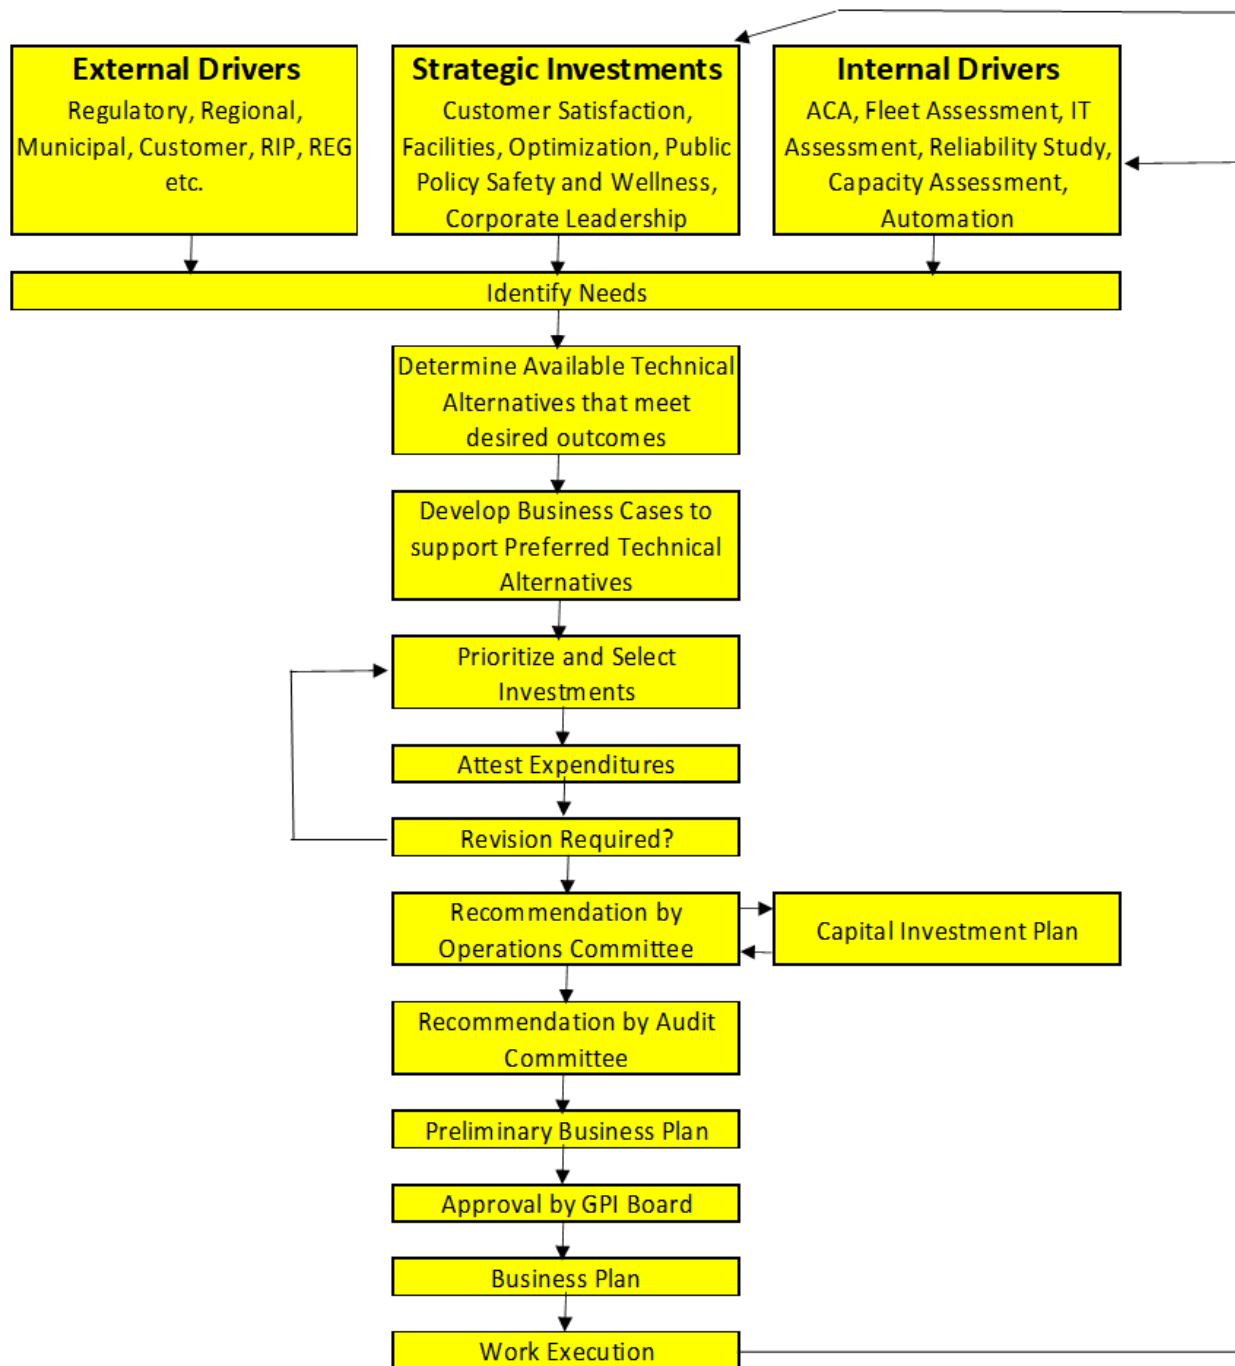 External Drivers
Regulatory, Regional,
Municipal, Customer, RIP, REG
etc.
Strategic Investments
Customer Satisfaction,
Facilities, Optimization, Public
Policy Safety and Wellness,
Corporate Leadership
Internal Drivers
ACA, Fleet Assessment, IT
Assessment, Reliability Study,
Capacity Assessment,
Automation
Identify Needs
Determine Available Technical
Alternatives that meet
desired outcomes
Develop Business Cases to
support Preferred Technical
Alternatives
Prioritize and Select
Investments
Attest Expenditures
Revision Required?
Recommendation by
Operations Committee
Capital Investment Plan
Recommendation by Audit
Committee
Preliminary Business Plan
Approval by GPI Board
Business Plan
Work Execution